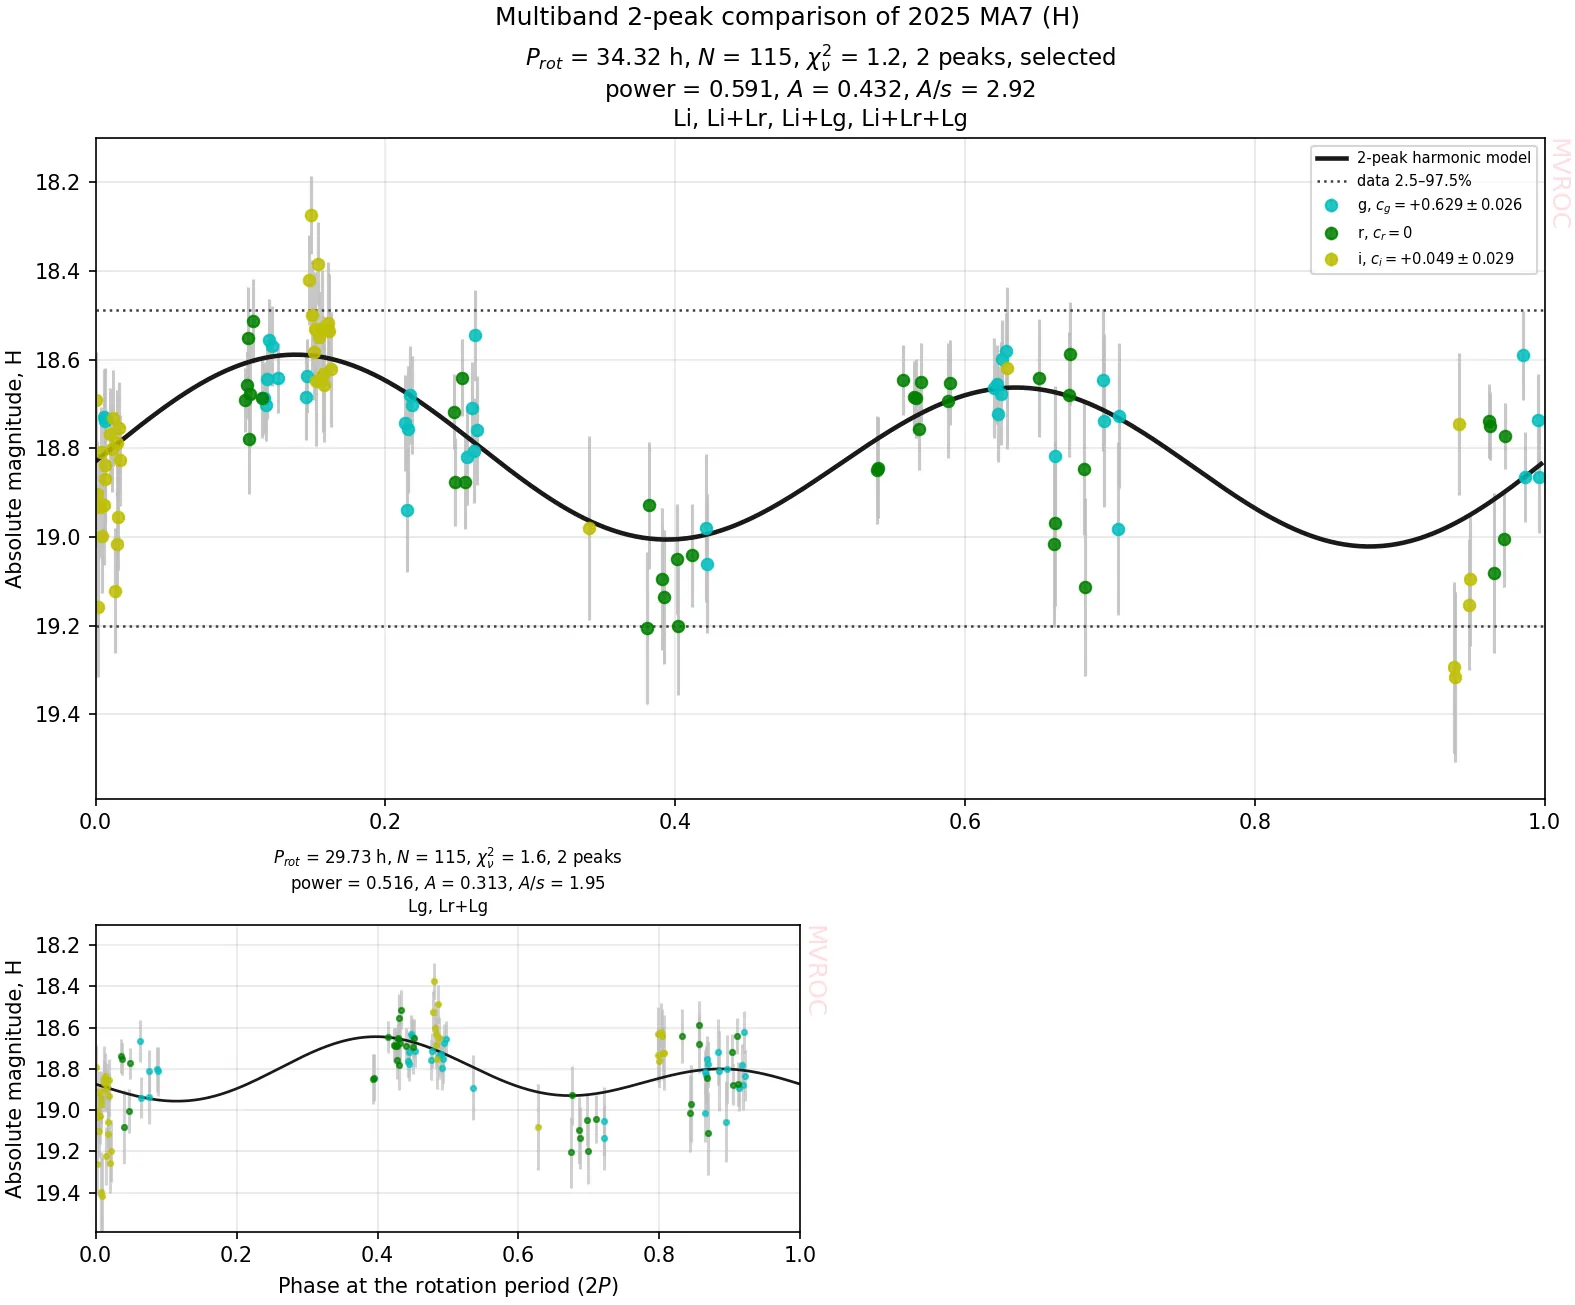 Multiband 2-peak comparison of 2025 MA7 (H)
P_rot = 34.32 h, N = 115, χ²_ν = 1.2, 2 peaks, selected
power = 0.591, A = 0.432, A/s = 2.92
Li, Li+Lr, Li+Lg, Li+Lr+Lg
MVROC
2-peak harmonic model
data 2.5–97.5%
g, c_g = +0.629 ± 0.026
r, c_r = 0
i, c_i = +0.049 ± 0.029
Absolute magnitude, H
18.2
18.4
18.6
18.8
19.0
19.2
19.4
0.0 0.2 0.4 0.6 0.8 1.0
P_rot = 29.73 h, N = 115, χ²_ν = 1.6, 2 peaks
power = 0.516, A = 0.313, A/s = 1.95
Lg, Lr+Lg
MVROC
Absolute magnitude, H
18.2
18.4
18.6
18.8
19.0
19.2
19.4
0.0 0.2 0.4 0.6 0.8 1.0
Phase at the rotation period (2P)